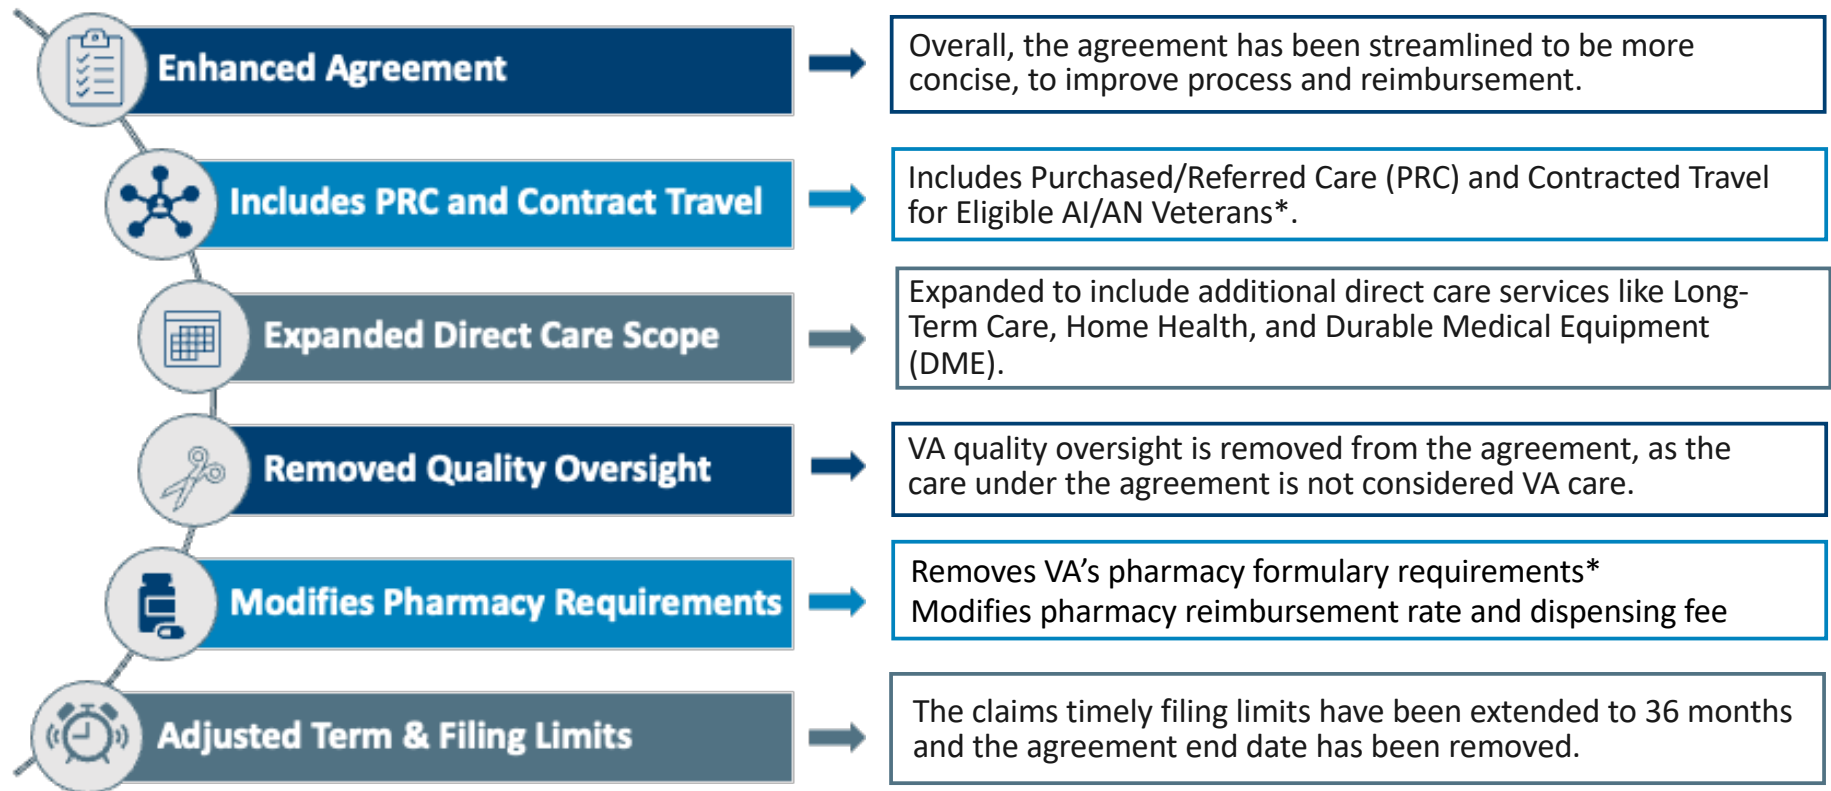 Enhanced Agreement
Overall, the agreement has been streamlined to be more
concise, to improve process and reimbursement.
Includes PRC and Contract Travel
Includes Purchased/Referred Care (PRC) and Contracted Travel
for Eligible AI/AN Veterans*.
Expanded Direct Care Scope
Expanded to include additional direct care services like Long-
Term Care, Home Health, and Durable Medical Equipment
(DME).
Removed Quality Oversight
VA quality oversight is removed from the agreement, as the
care under the agreement is not considered VA care.
Modifies Pharmacy Requirements
Removes VA’s pharmacy formulary requirements*
Modifies pharmacy reimbursement rate and dispensing fee
Adjusted Term & Filing Limits
The claims timely filing limits have been extended to 36 months
and the agreement end date has been removed.